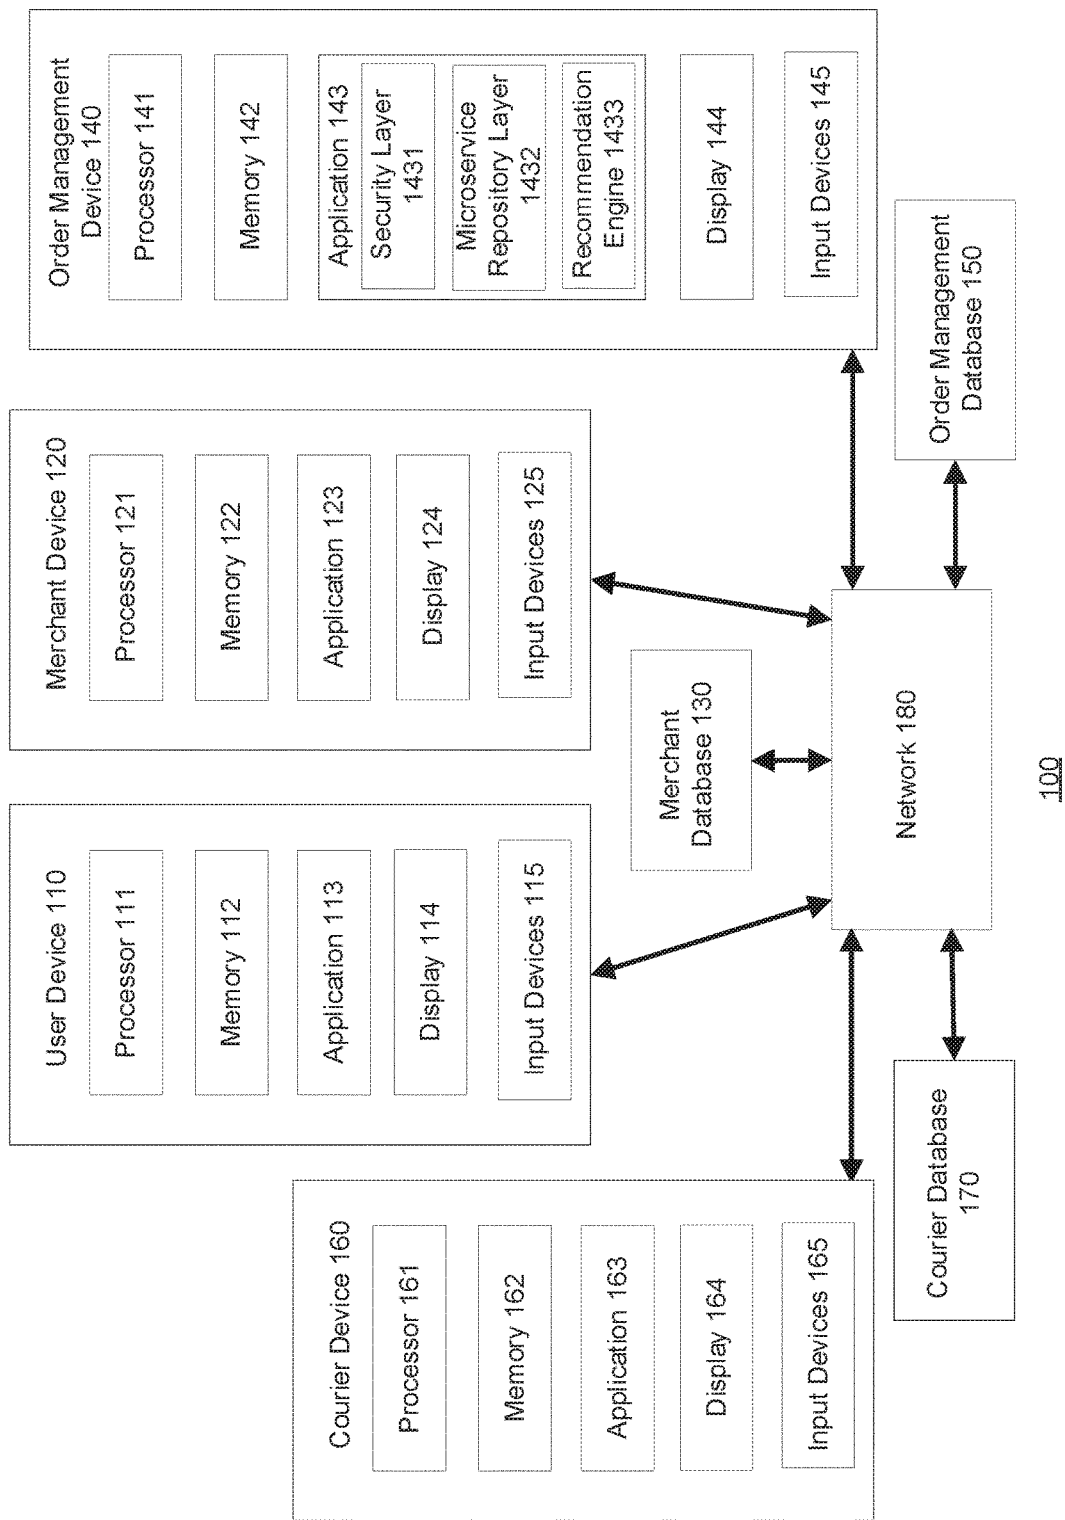 Courier Device 160
Processor 161
Memory 162
Application 163
Display 164
Input Devices 165
User Device 110
Processor 111
Memory 112
Application 113
Display 114
Input Devices 115
Merchant Device 120
Processor 121
Memory 122
Application 123
Display 124
Input Devices 125
Order Management
Device 140
Processor 141
Memory 142
Application 143
Security Layer
1431
Microservice
Repository Layer
1432
Recommendation
Engine 1433
Display 144
Input Devices 145
Merchant
Database 130
Courier Database
170
Network 180
Order Management
Database 150
100